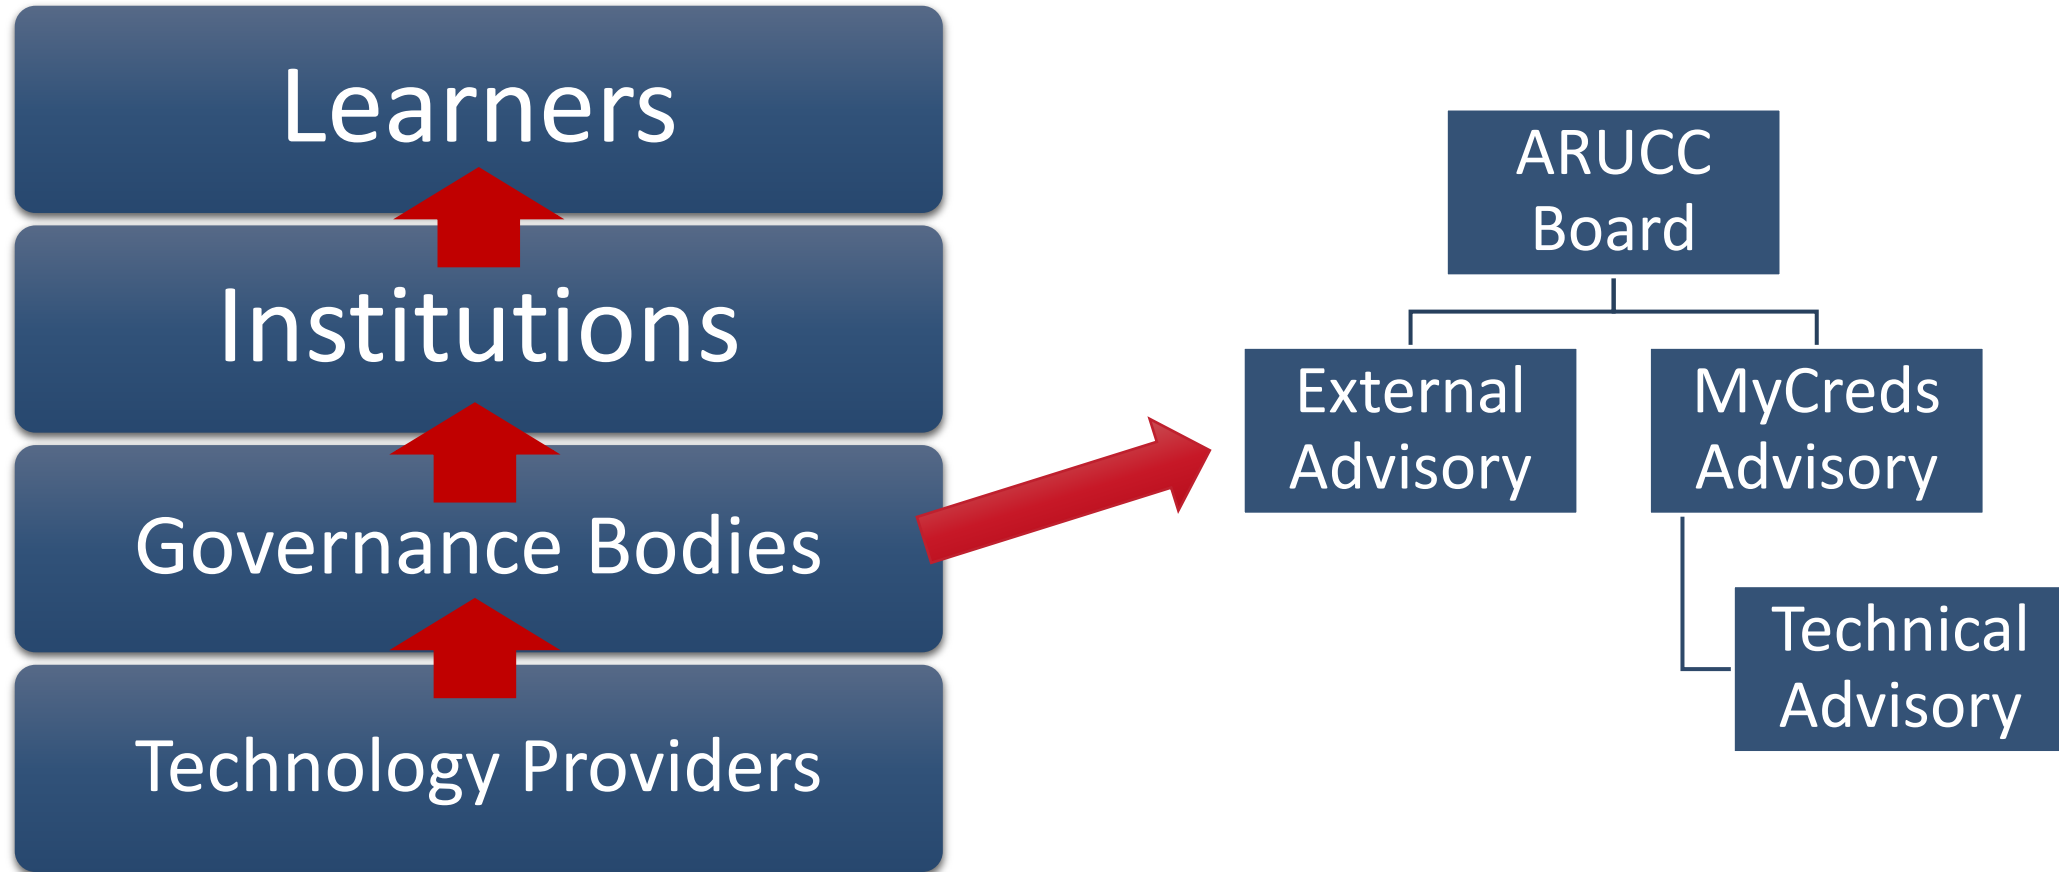 Learners
Institutions
Governance Bodies
Technology Providers
ARUCC
Board
External
Advisory
MyCreds
Advisory
Technical
Advisory